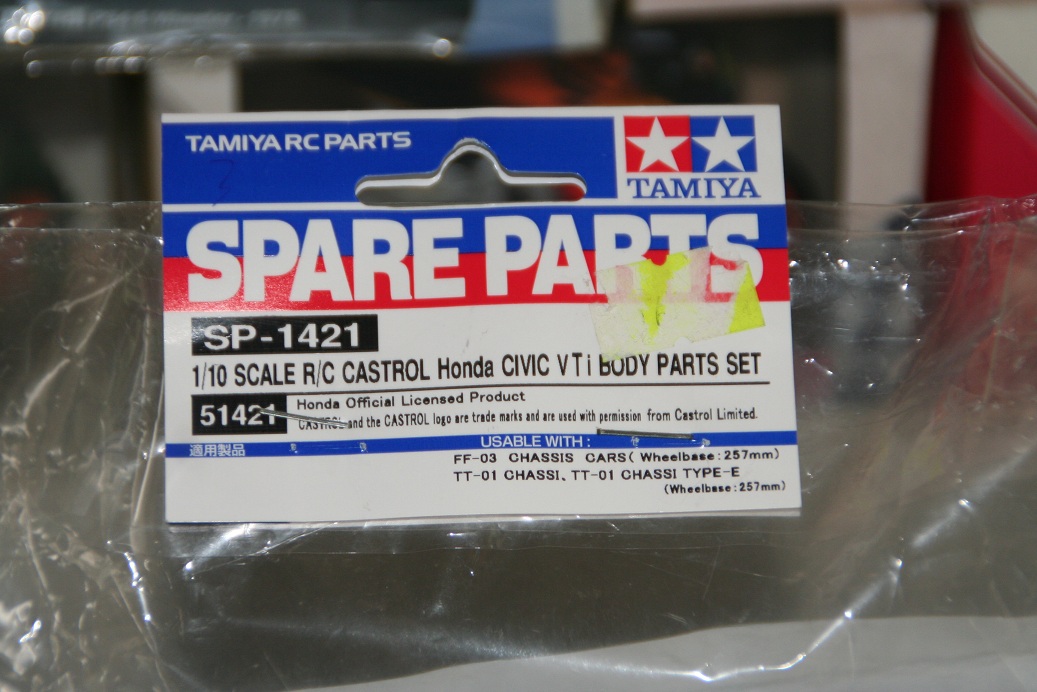 TAMIYA RC PARTS
TAMIYA
SPARE PARTS
SP-1421
1/10 SCALE R/C CASTROL Honda CIVIC VTi BODY PARTS SET
51421
Honda Official Licensed Product
CASTROL and the CASTROL logo are trade marks and are used with permission from Castrol Limited.
適用製品
USABLE WITH :
FF-03 CHASSIS CARS( Wheelbase:257mm)
TT-01 CHASSI、TT-01 CHASSI TYPE-E
(Wheelbase:257mm)